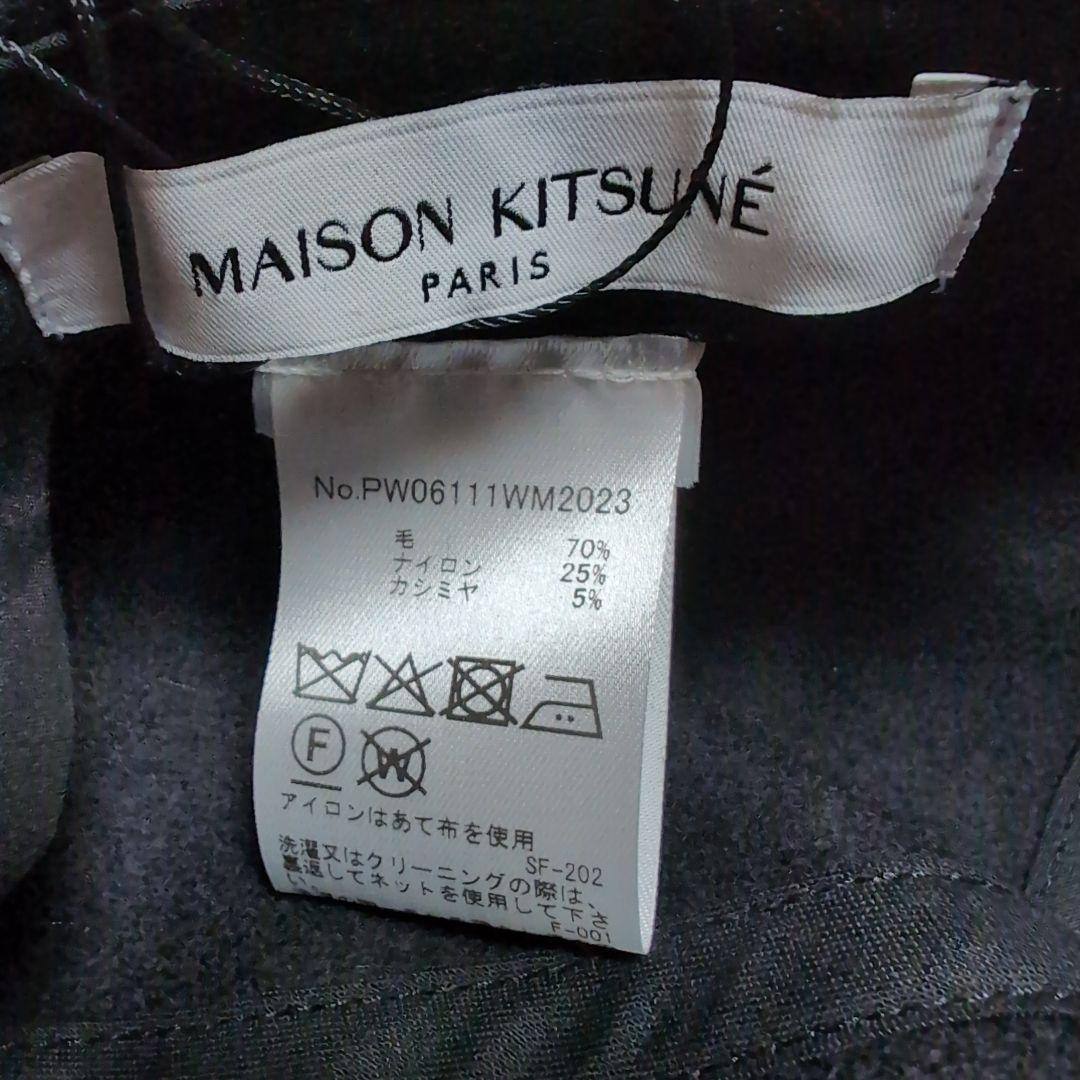 MAISON KITSUNÉ
PARIS
No.PW06111WM2023
毛 70%
ナイロン 25%
カシミヤ 5%
F
W
アイロンはあて布を使用
SF-202
洗濯又はクリーニングの際は、
裏返してネットを使用して下さ
い。
F-001